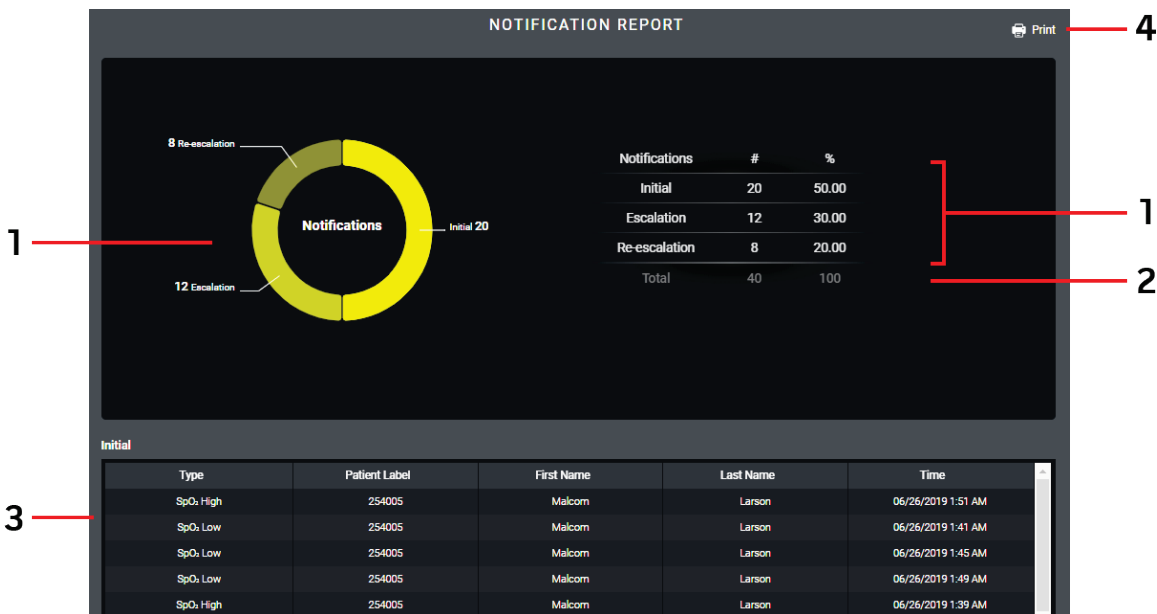 NOTIFICATION REPORT
Print
4
8 Re-escalation
Notifications
Initial 20
12 Escalation
1
Notifications # %
Initial 20 50.00
Escalation 12 30.00
Re-escalation 8 20.00
Total 40 100
1
2
Initial
Type Patient Label First Name Last Name Time
SpO₂ High 254005 Malcom Larson 06/26/2019 1:51 AM
SpO₂ Low 254005 Malcom Larson 06/26/2019 1:41 AM
SpO₂ Low 254005 Malcom Larson 06/26/2019 1:45 AM
SpO₂ Low 254005 Malcom Larson 06/26/2019 1:49 AM
SpO₂ High 254005 Malcom Larson 06/26/2019 1:39 AM
3